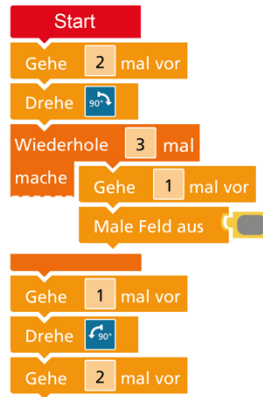 Start
Gehe 2 mal vor
Drehe 90°
Wiederhole 3 mal
mache
Gehe 1 mal vor
Male Feld aus
Gehe 1 mal vor
Drehe 90°
Gehe 2 mal vor